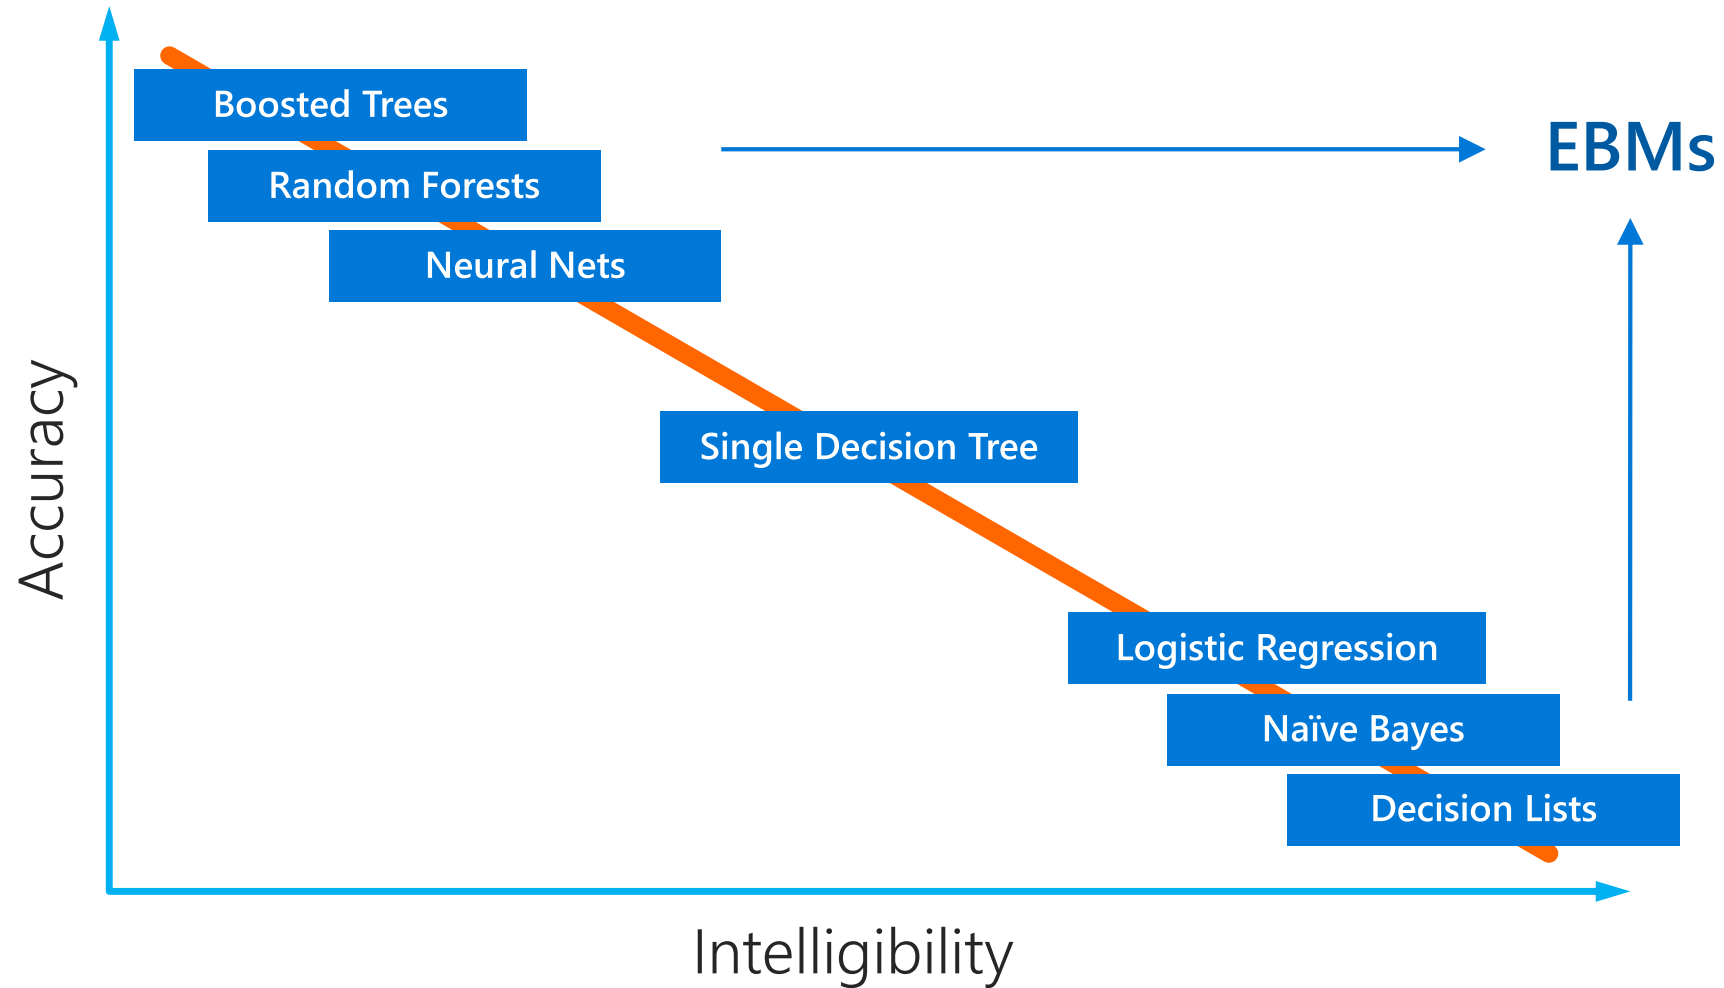 Boosted Trees
EBMs
Random Forests
Neural Nets
Accuracy
Single Decision Tree
Logistic Regression
Naïve Bayes
Decision Lists
Intelligibility